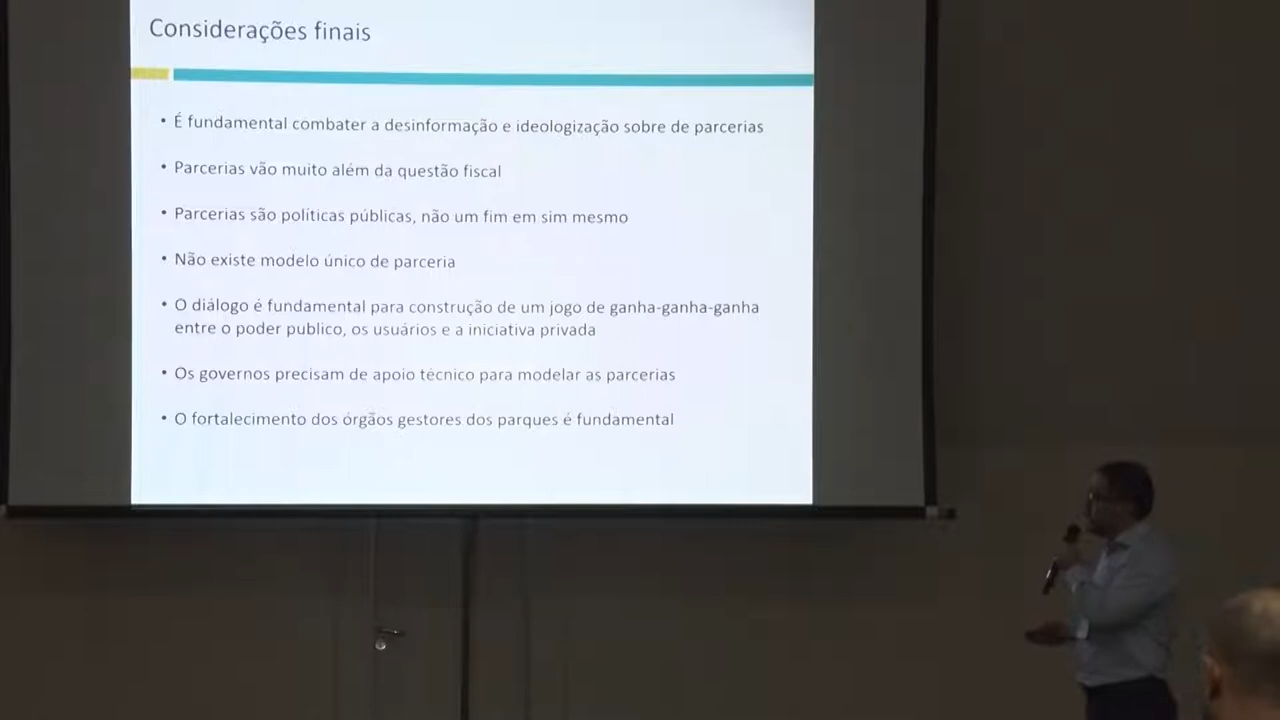 Considerações finais
• É fundamental combater a desinformação e ideologização sobre de parcerias
• Parcerias vão muito além da questão fiscal
• Parcerias são políticas públicas, não um fim em sim mesmo
• Não existe modelo único de parceria
• O diálogo é fundamental para construção de um jogo de ganha-ganha-ganha
entre o poder publico, os usuários e a iniciativa privada
• Os governos precisam de apoio técnico para modelar as parcerias
• O fortalecimento dos órgãos gestores dos parques é fundamental